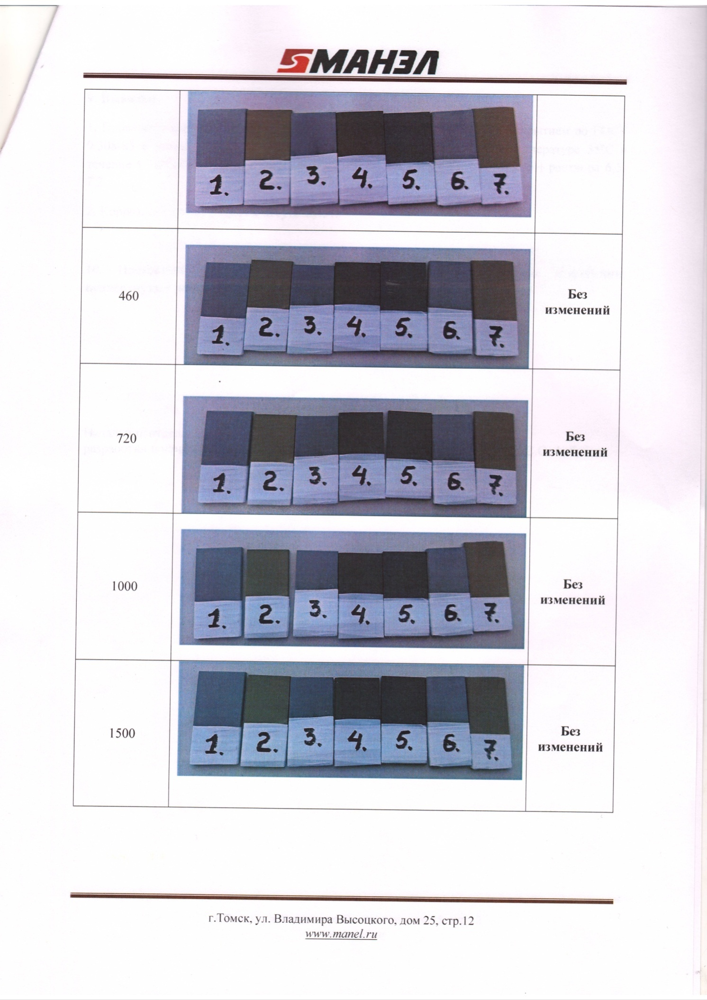 МАНЭЛ
1. 2. 3. 4. 5. 6. 7.
460
1. 2. 3. 4. 5. 6. 7.
Без
изменений
720
1. 2. 3. 4. 5. 6. 7.
Без
изменений
1000
1. 2. 3. 4. 5. 6. 7.
Без
изменений
1500
1. 2. 3. 4. 5. 6. 7.
Без
изменений
г.Томск, ул. Владимира Высоцкого, дом 25, стр.12
www.manel.ru